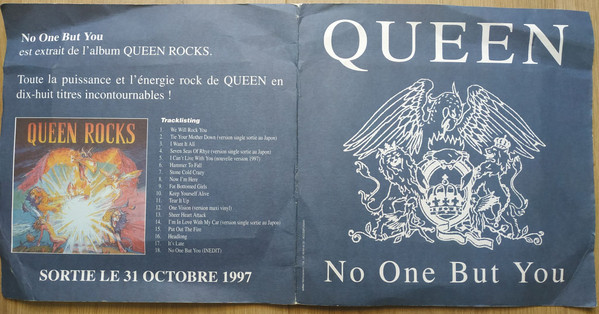 No One But You
est extrait de l'album QUEEN ROCKS.
Toute la puissance et l'énergie rock de QUEEN en
dix-huit titres incontournables !
QUEEN ROCKS
Tracklisting
1. We Will Rock You
2. Tie Your Mother Down (version single sortie au Japon)
3. I Want It All
4. Seven Seas Of Rhye (version single sortie au Japon)
5. I Can't Live With You (nouvelle version 1997)
6. Hammer To Fall
7. Stone Cold Crazy
8. Now I'm Here
9. Fat Bottomed Girls
10. Keep Yourself Alive
11. Tear It Up
12. One Vision (version maxi vinyl)
13. Sheer Heart Attack
14. I'm In Love With My Car (version single sortie au Japon)
15. Put Out The Fire
16. Headlong
17. It's Late
18. No One But You (INEDIT)
SORTIE LE 31 OCTOBRE 1997
QUEEN
No One But You